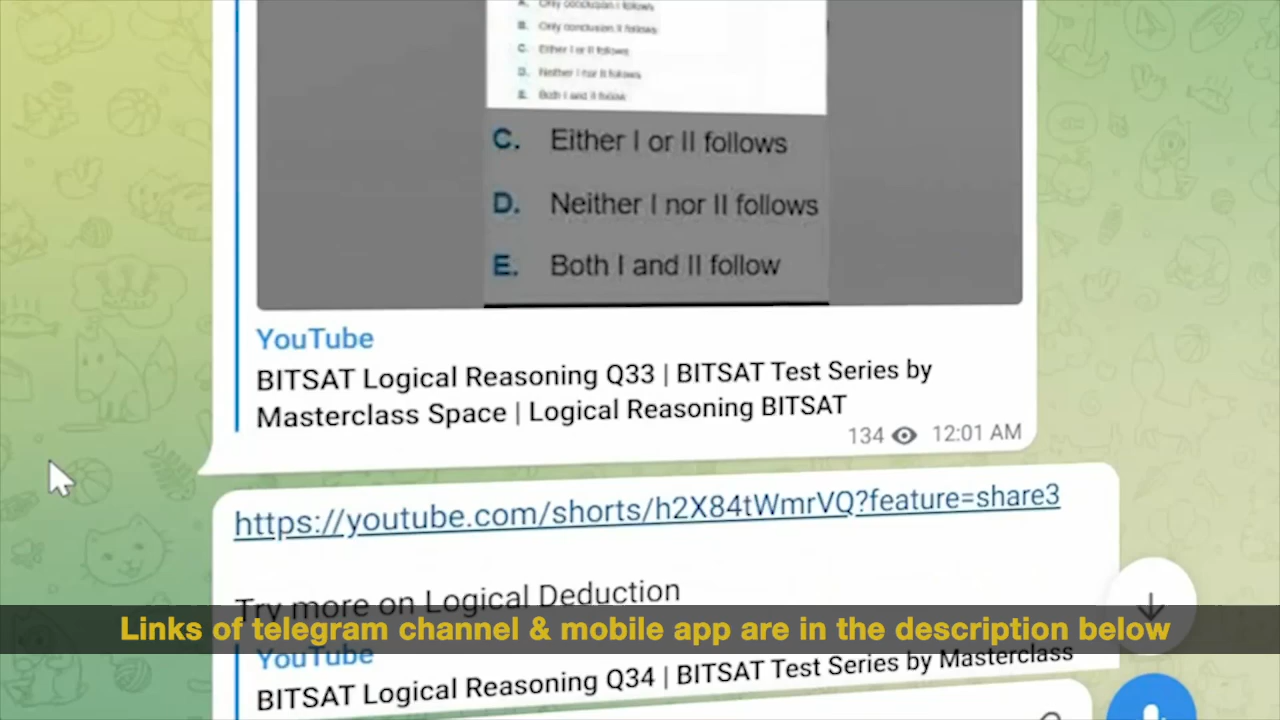 A. Only conclusion I follows
B. Only conclusion II follows
C. Either I or II follows
D. Neither I nor II follows
E. Both I and II follow
C. Either I or II follows
D. Neither I nor II follows
E. Both I and II follow
YouTube
BITSAT Logical Reasoning Q33 | BITSAT Test Series by
Masterclass Space | Logical Reasoning BITSAT
134 12:01 AM
https://youtube.com/shorts/h2X84tWmrVQ?feature=share3
Try more on Logical Deduction
Links of telegram channel & mobile app are in the description below
YouTube
BITSAT Logical Reasoning Q34 | BITSAT Test Series by Masterclass